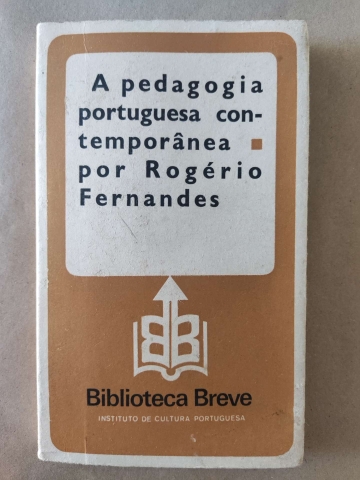 A pedagogia
portuguesa con-
temporânea ▪
por Rogério
Fernandes
BB
Biblioteca Breve
INSTITUTO DE CULTURA PORTUGUESA